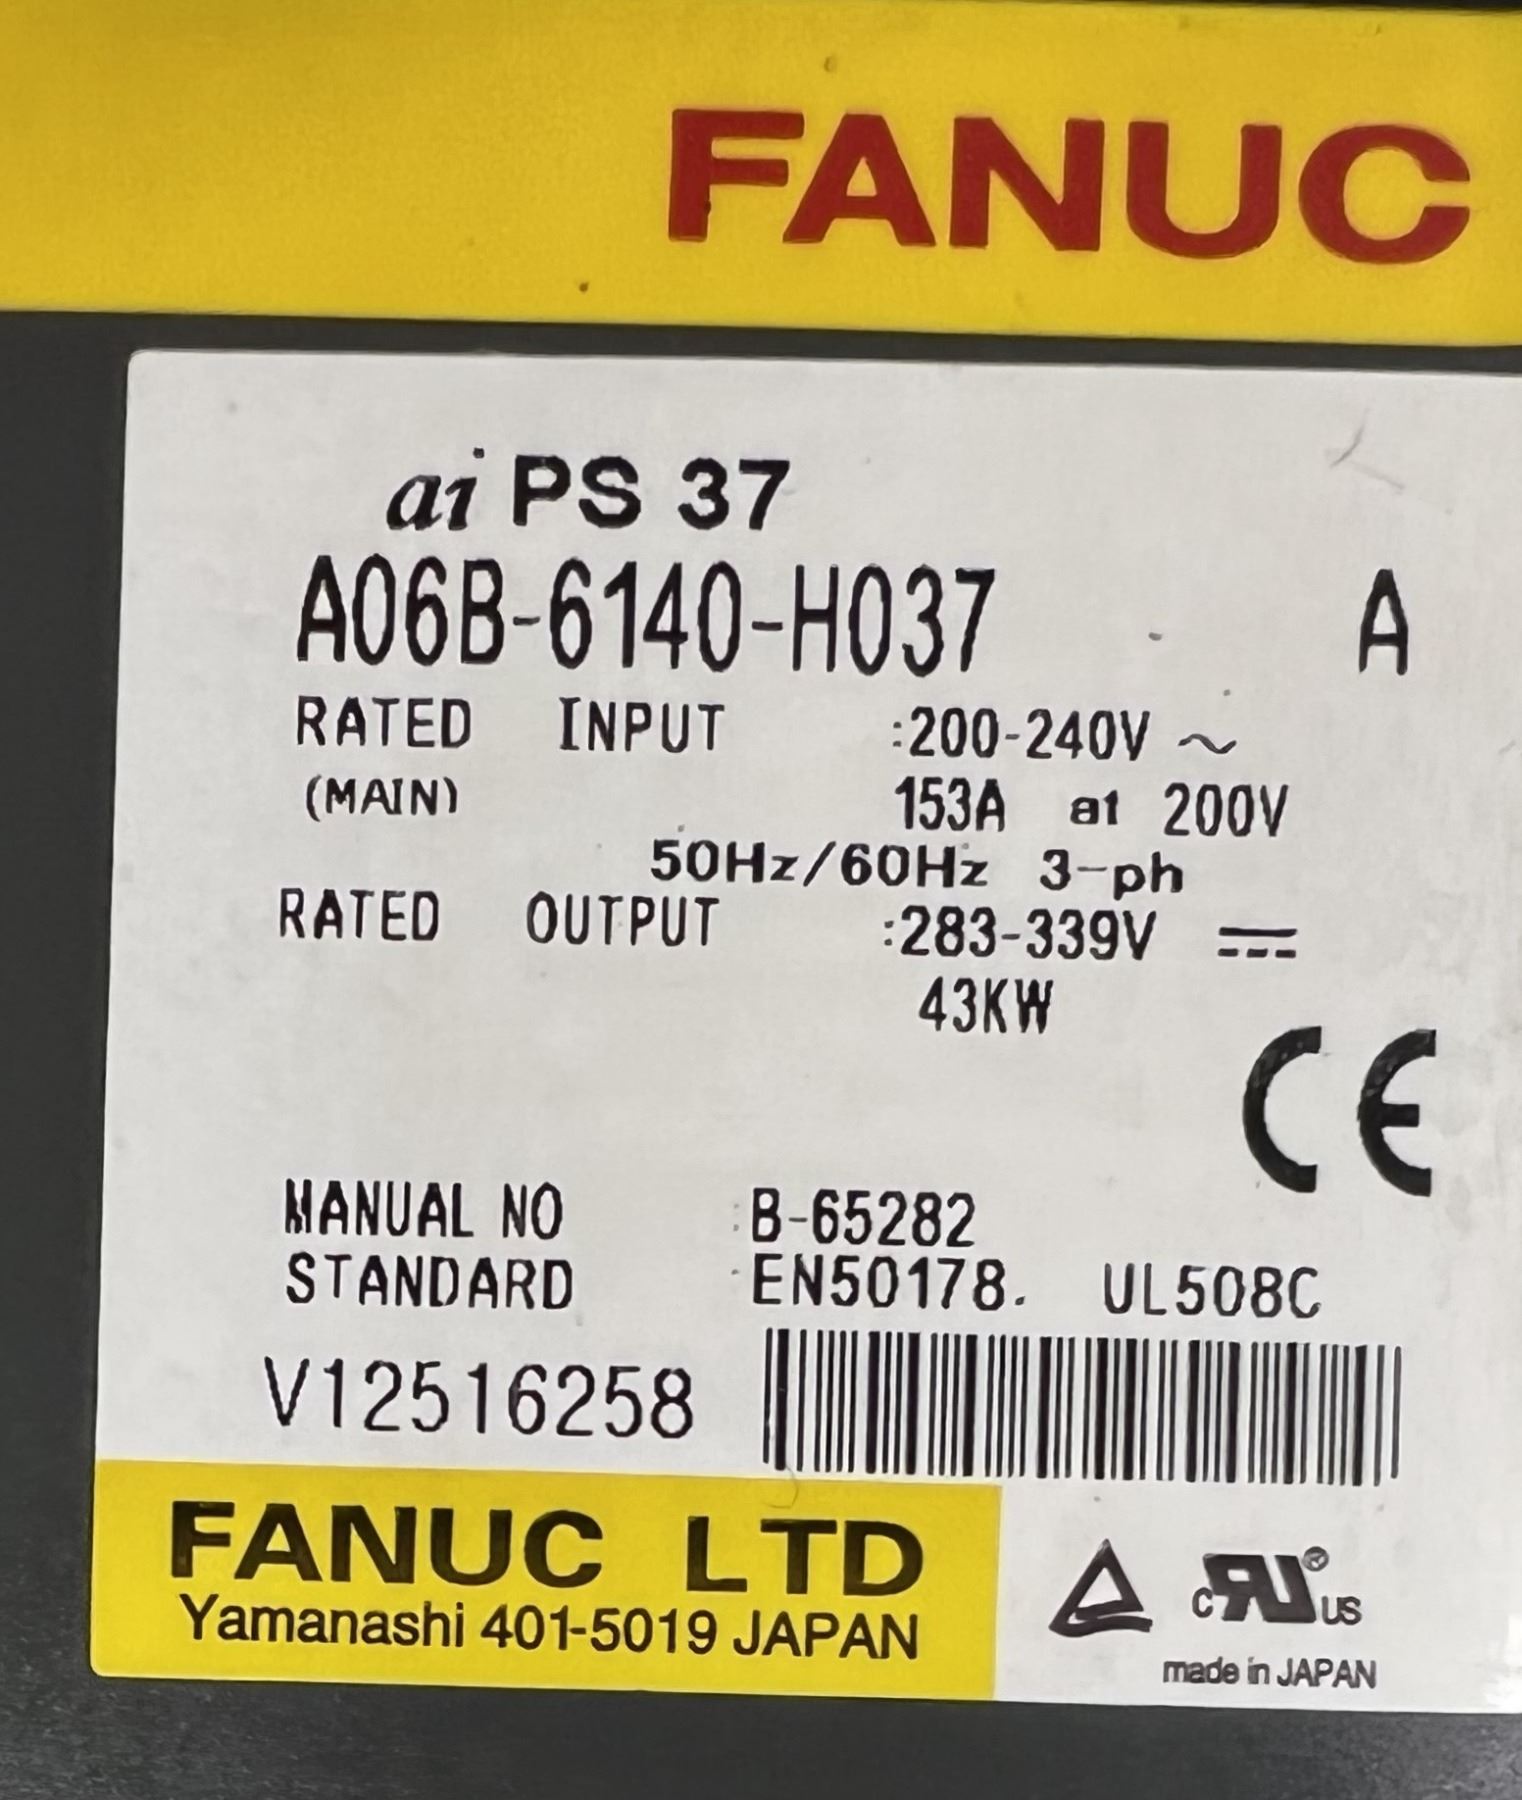 FANUC
αi PS 37
A06B-6140-H037 A
RATED INPUT :200-240V ~
(MAIN) 153A at 200V
50Hz/60Hz 3-ph
RATED OUTPUT :283-339V ⎓
43KW
CE
MANUAL NO :B-65282
STANDARD :EN50178. UL508C
V12516258
FANUC LTD
Yamanashi 401-5019 JAPAN
c RU US
made in JAPAN